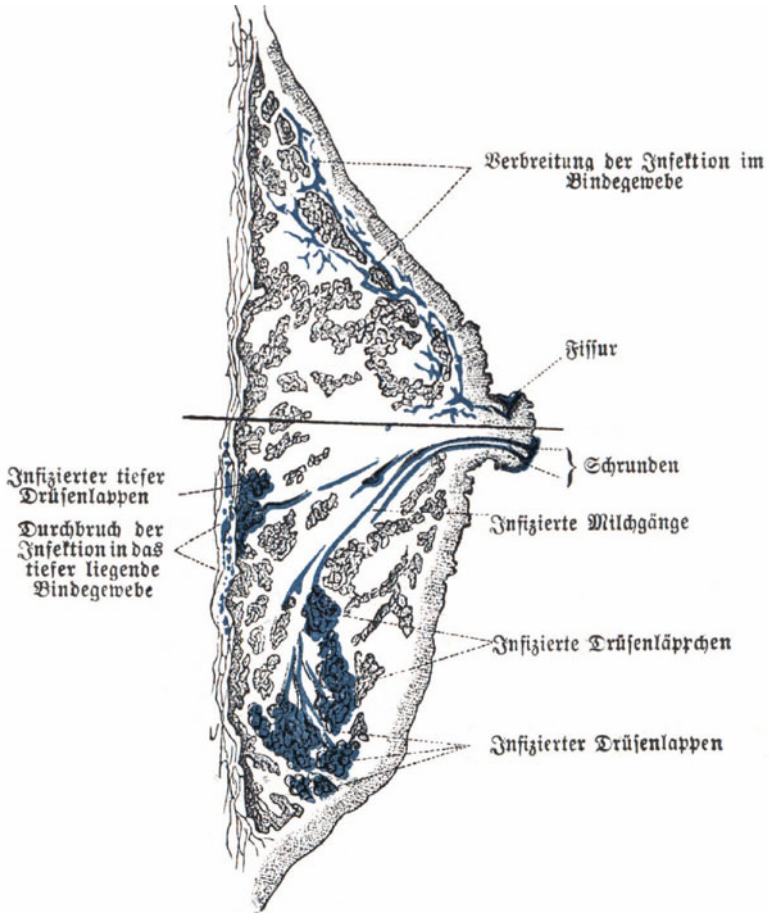 Verbreitung der Infektion im
Bindegewebe
Fissur
Schrunden
Infizierter tiefer
Drüsenlappen
Durchbruch der
Infektion in das
tiefer liegende
Bindegewebe
Infizierte Milchgänge
Infizierte Drüsenläppchen
Infizierter Drüsenlappen